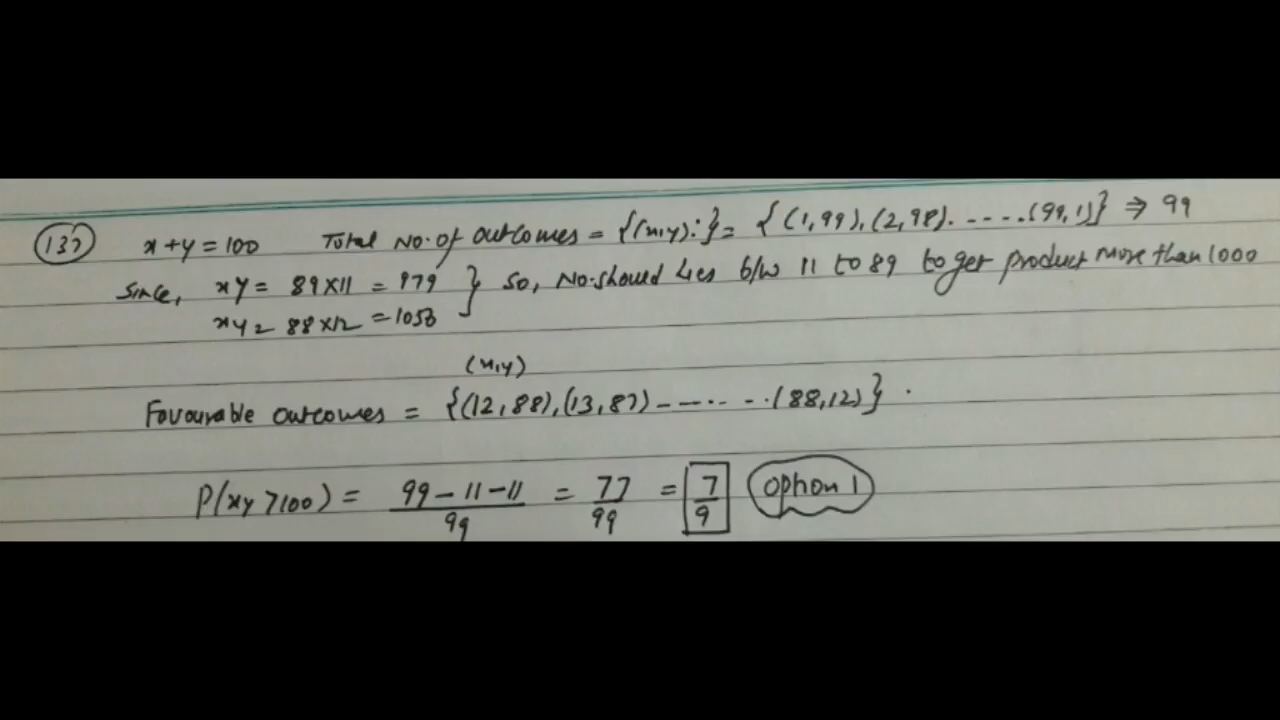 137 x+y = 100 Total No. of outcomes = {(x,y):} = { (1,99), (2,98). -....(99,1)} ⇒ 99
Since, xy = 89×11 = 979 } So, No. should lies b/w 11 to 89 to get product more than 1000
xy = 88×12 = 1056
(x,y)
Favourable outcomes = {(12,88), (13,87) ------ (88,12)} .
P(xy>100) = 99-11-11/99 = 77/99 = 7/9 option 1